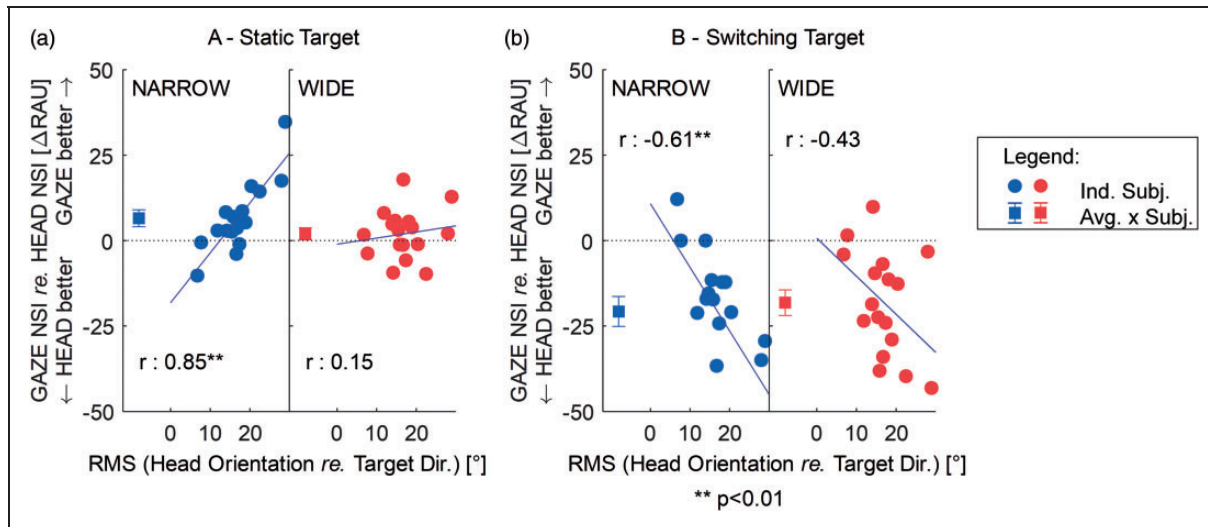 (a) A - Static Target
GAZE NSI re. HEAD NSI [ΔRAU]
← HEAD better GAZE better →
50
25
0
-25
-50
NARROW
WIDE
r : 0.85**
r : 0.15
0 10 20 0 10 20
RMS (Head Orientation re. Target Dir.) [°]
(b) B - Switching Target
GAZE NSI re. HEAD NSI [ΔRAU]
← HEAD better GAZE better →
50
25
0
-25
-50
NARROW
WIDE
r : -0.61**
r : -0.43
0 10 20 0 10 20
RMS (Head Orientation re. Target Dir.) [°]
** p<0.01
Legend:
Ind. Subj.
Avg. x Subj.